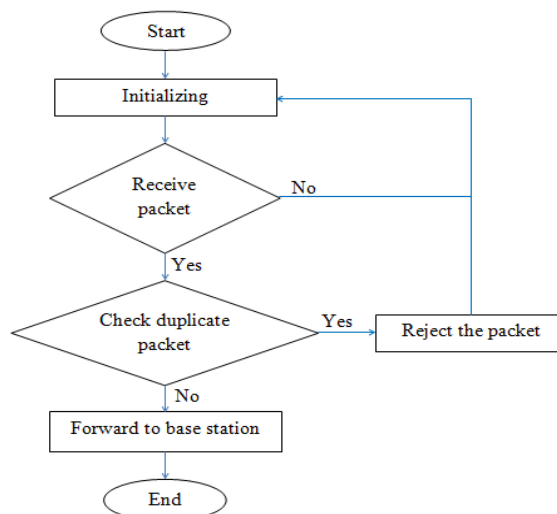 Start
Initializing
Receive
packet
No
Yes
Check duplicate
packet
Yes
Reject the packet
No
Forward to base station
End